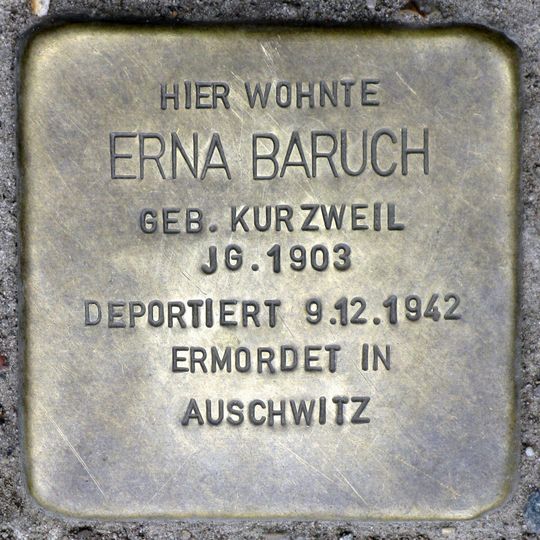 HIER WOHNTE
ERNA BARUCH
GEB. KURZWEIL
JG. 1903
DEPORTIERT 9.12.1942
ERMORDET IN
AUSCHWITZ